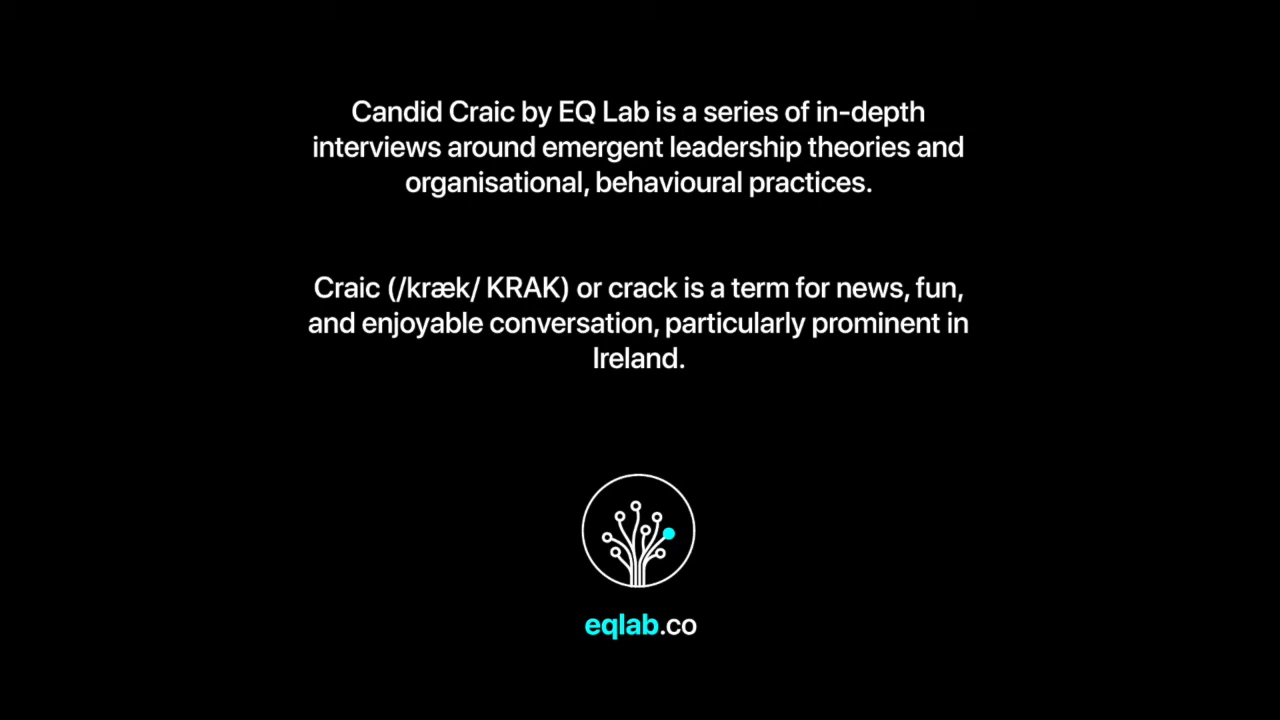 Candid Craic by EQ Lab is a series of in-depth
interviews around emergent leadership theories and
organisational, behavioural practices.
Craic (/kræk/ KRAK) or crack is a term for news, fun,
and enjoyable conversation, particularly prominent in
Ireland.
eqlab.co